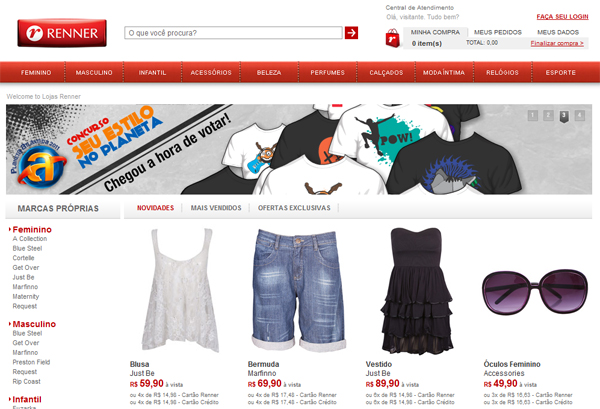 Central de Atendimento
Olá, visitante. Tudo bem?
FAÇA SEU LOGIN
r RENNER
O que você procura?
MINHA COMPRA
MEUS PEDIDOS
MEUS DADOS
0 item(s)
TOTAL: 0,00
Finalizar compra >
FEMININO
MASCULINO
INFANTIL
ACESSÓRIOS
BELEZA
PERFUMES
CALÇADOS
MODA ÍNTIMA
RELÓGIOS
ESPORTE
Welcome to Lojas Renner
CONCURSO
SEU ESTILO
NO PLANETA
Chegou a hora de votar!
POW!
1 2 3 4
MARCAS PRÓPRIAS
NOVIDADES
MAIS VENDIDOS
OFERTAS EXCLUSIVAS
Feminino
A Collection
Blue Steel
Cortelle
Get Over
Just Be
Marfinno
Maternity
Request
Masculino
Blue Steel
Get Over
Marfinno
Preston Field
Request
Rip Coast
Infantil
Fuzarka
Blusa
Just Be
R$ 59,90 à vista
ou 4x de R$ 14,98 - Cartão Renner
ou 4x de R$ 14,98 - Cartão Crédito
Bermuda
Marfinno
R$ 69,90 à vista
ou 4x de R$ 17,48 - Cartão Renner
ou 4x de R$ 17,48 - Cartão Crédito
Vestido
Just Be
R$ 89,90 à vista
ou 6x de R$ 14,98 - Cartão Renner
ou 6x de R$ 14,98 - Cartão Crédito
Óculos Feminino
Accessories
R$ 49,90 à vista
ou 3x de R$ 16,63 - Cartão Renner
ou 3x de R$ 16,63 - Cartão Crédito